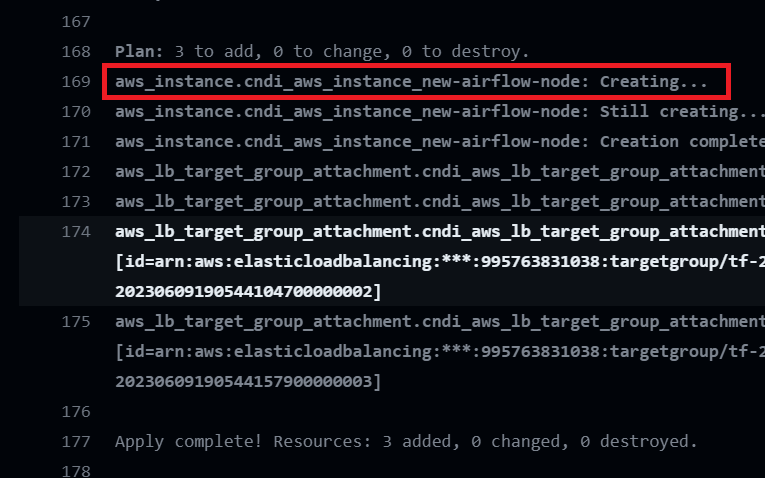 167
168 Plan: 3 to add, 0 to change, 0 to destroy.
169 aws_instance.cndi_aws_instance_new-airflow-node: Creating...
170 aws_instance.cndi_aws_instance_new-airflow-node: Still creating...
171 aws_instance.cndi_aws_instance_new-airflow-node: Creation complete
172 aws_lb_target_group_attachment.cndi_aws_lb_target_group_attachment
173 aws_lb_target_group_attachment.cndi_aws_lb_target_group_attachment
174 aws_lb_target_group_attachment.cndi_aws_lb_target_group_attachment
[id=arn:aws:elasticloadbalancing:***:995763831038:targetgroup/tf-2
20230609190544104700000002]
175 aws_lb_target_group_attachment.cndi_aws_lb_target_group_attachment
[id=arn:aws:elasticloadbalancing:***:995763831038:targetgroup/tf-2
20230609190544157900000003]
176
177 Apply complete! Resources: 3 added, 0 changed, 0 destroyed.
178